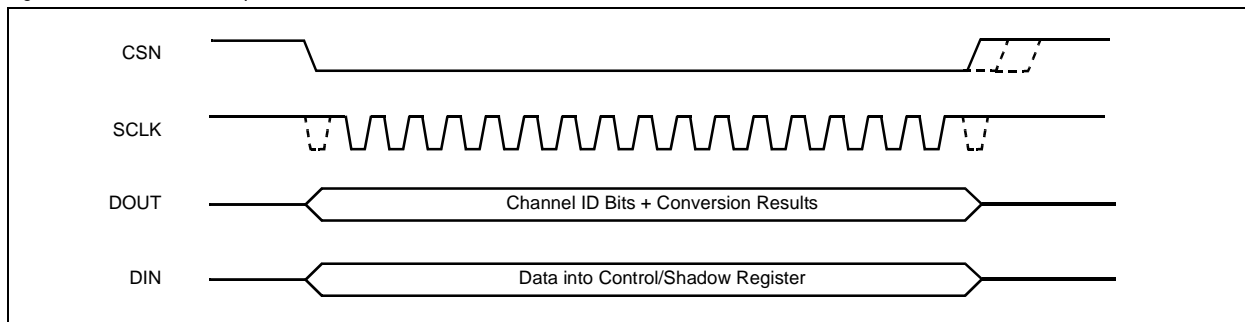 CSN
SCLK
DOUT
Channel ID Bits + Conversion Results
DIN
Data into Control/Shadow Register